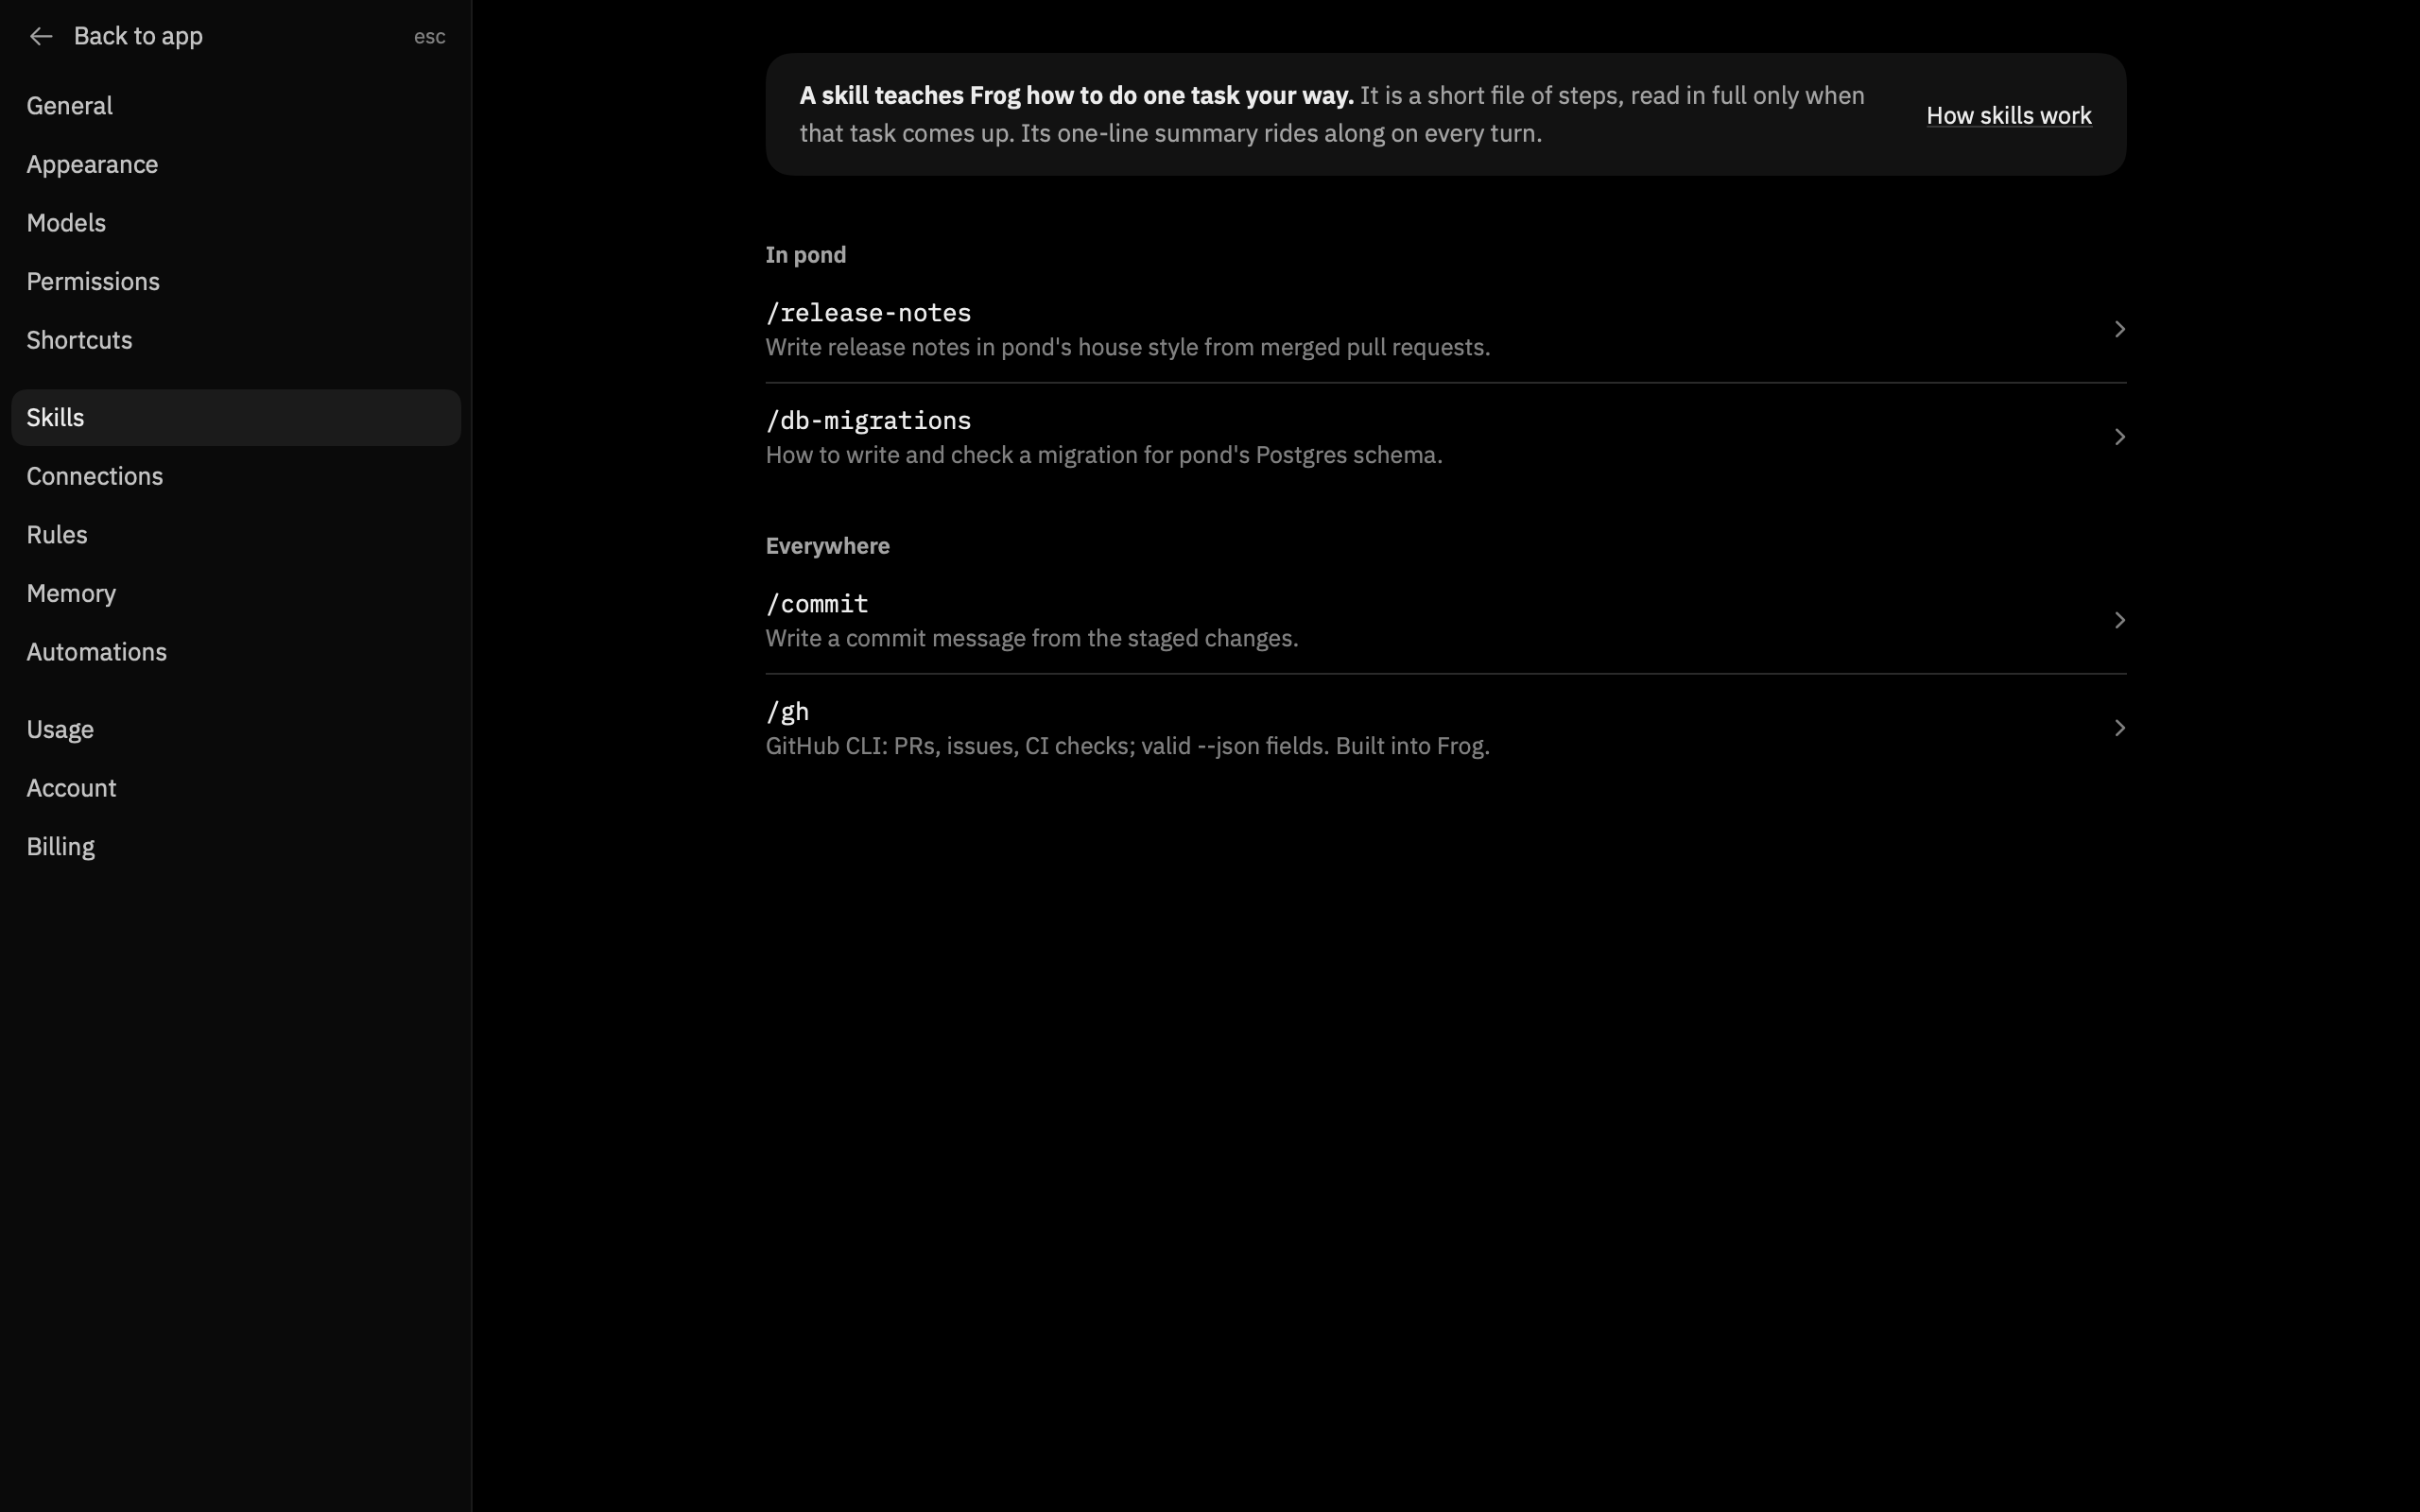 Back to app
esc
General
Appearance
Models
Permissions
Shortcuts
Skills
Connections
Rules
Memory
Automations
Usage
Account
Billing
A skill teaches Frog how to do one task your way. It is a short file of steps, read in full only when
that task comes up. Its one-line summary rides along on every turn.
How skills work
In pond
/release-notes
Write release notes in pond's house style from merged pull requests.
/db-migrations
How to write and check a migration for pond's Postgres schema.
Everywhere
/commit
Write a commit message from the staged changes.
/gh
GitHub CLI: PRs, issues, CI checks; valid --json fields. Built into Frog.